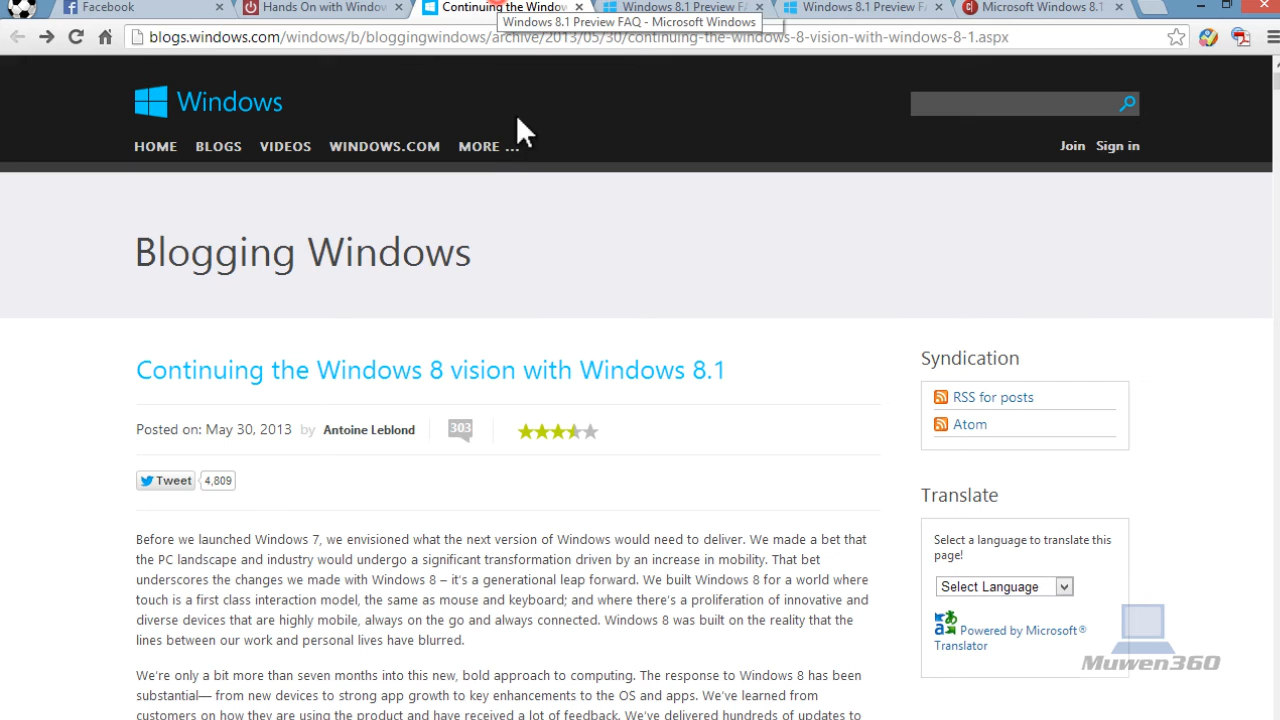 Facebook
Hands On with Window
Continuing the Window
Windows 8.1 Preview FA
Windows 8.1 Preview F
Microsoft Windows 8.1
Windows 8.1 Preview FAQ - Microsoft Windows
blogs.windows.com/windows/b/bloggingwindows/archive/2013/05/30/continuing-the-windows-8-vision-with-windows-8-1.aspx
Windows
HOME BLOGS VIDEOS WINDOWS.COM MORE ...
Join Sign in
Blogging Windows
Continuing the Windows 8 vision with Windows 8.1
Posted on: May 30, 2013 by Antoine Leblond 303
Tweet 4,809
Before we launched Windows 7, we envisioned what the next version of Windows would need to deliver. We made a bet that
the PC landscape and industry would undergo a significant transformation driven by an increase in mobility. That bet
underscores the changes we made with Windows 8 – it's a generational leap forward. We built Windows 8 for a world where
touch is a first class interaction model, the same as mouse and keyboard; and where there's a proliferation of innovative and
diverse devices that are highly mobile, always on the go and always connected. Windows 8 was built on the reality that the
lines between our work and personal lives have blurred.
We're only a bit more than seven months into this new, bold approach to computing. The response to Windows 8 has been
substantial— from new devices to strong app growth to key enhancements to the OS and apps. We've learned from
customers on how they are using the product and have received a lot of feedback. We've delivered hundreds of updates to
Syndication
RSS for posts
Atom
Translate
Select a language to translate this
page!
Select Language
Powered by Microsoft®
Translator
Muwen360